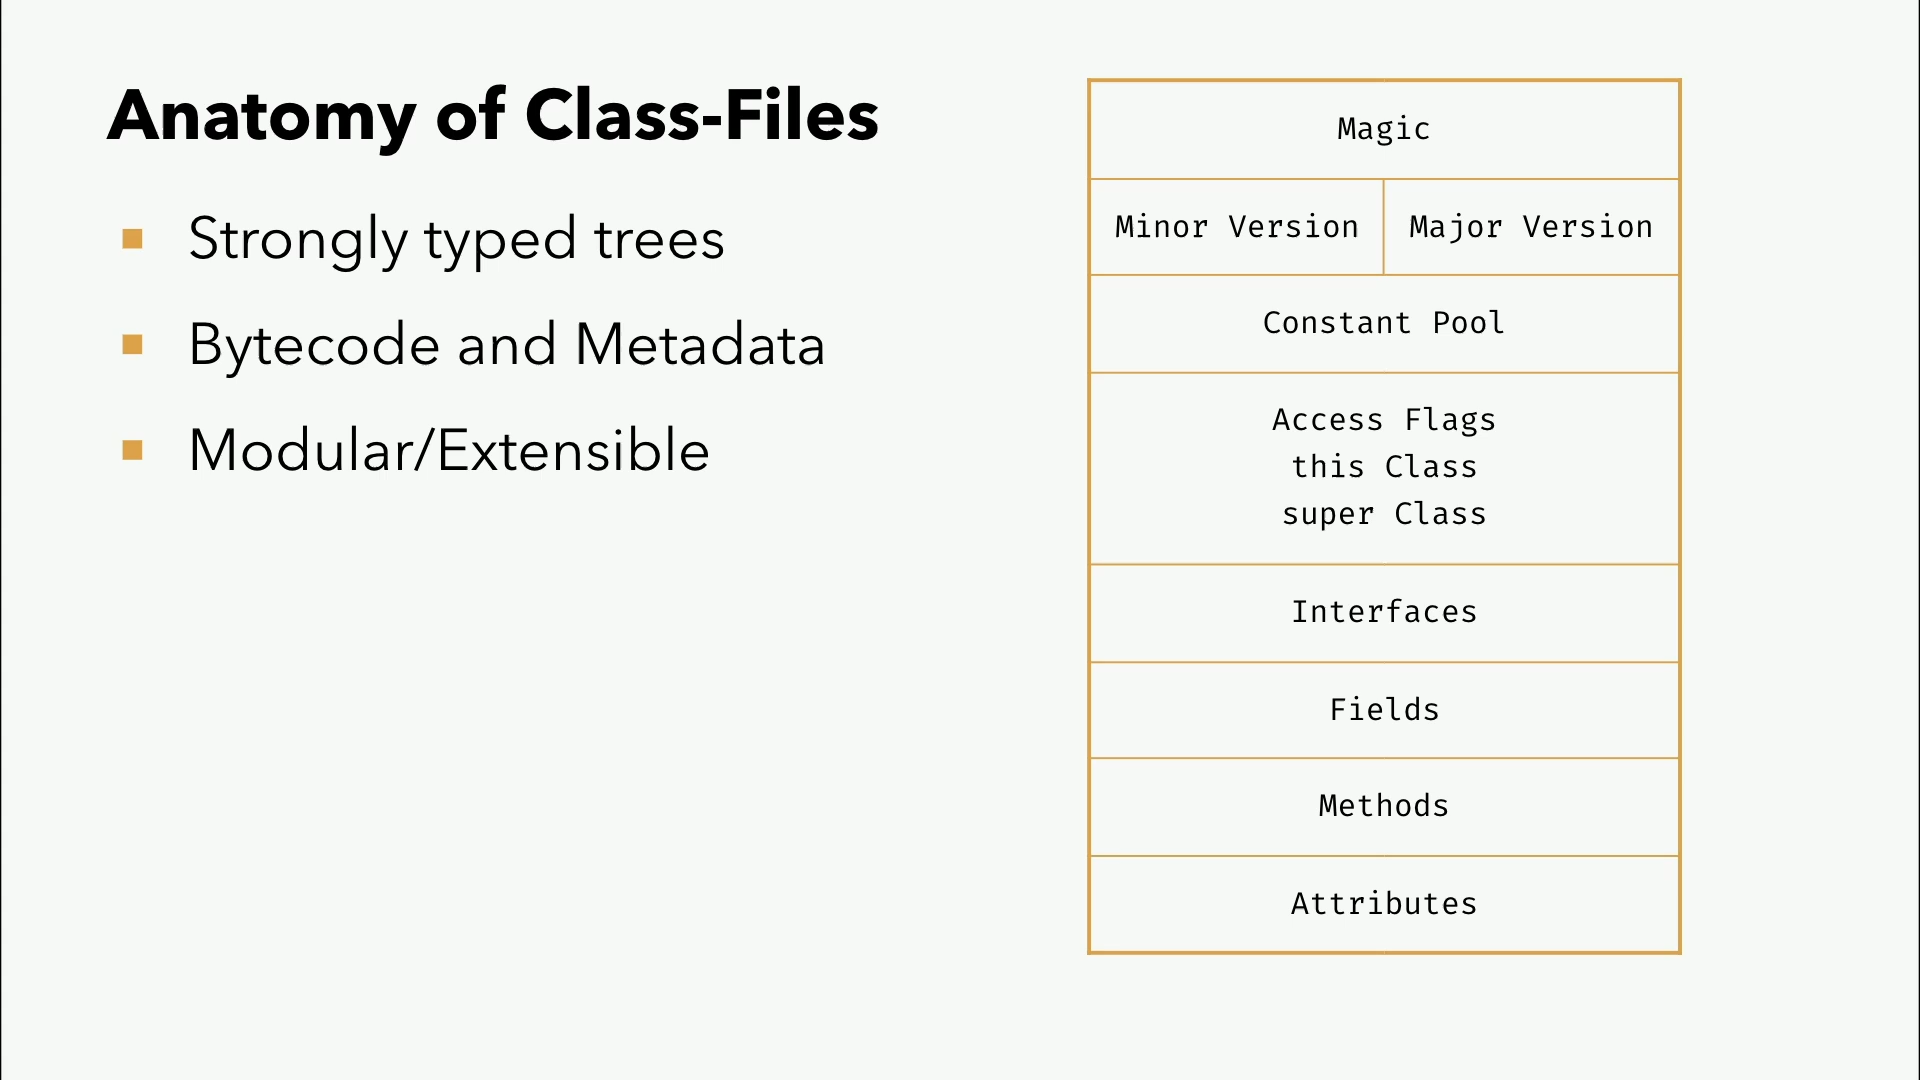 Anatomy of Class-Files
Strongly typed trees
Bytecode and Metadata
Modular/Extensible
Magic
Minor Version
Major Version
Constant Pool
Access Flags
this Class
super Class
Interfaces
Fields
Methods
Attributes